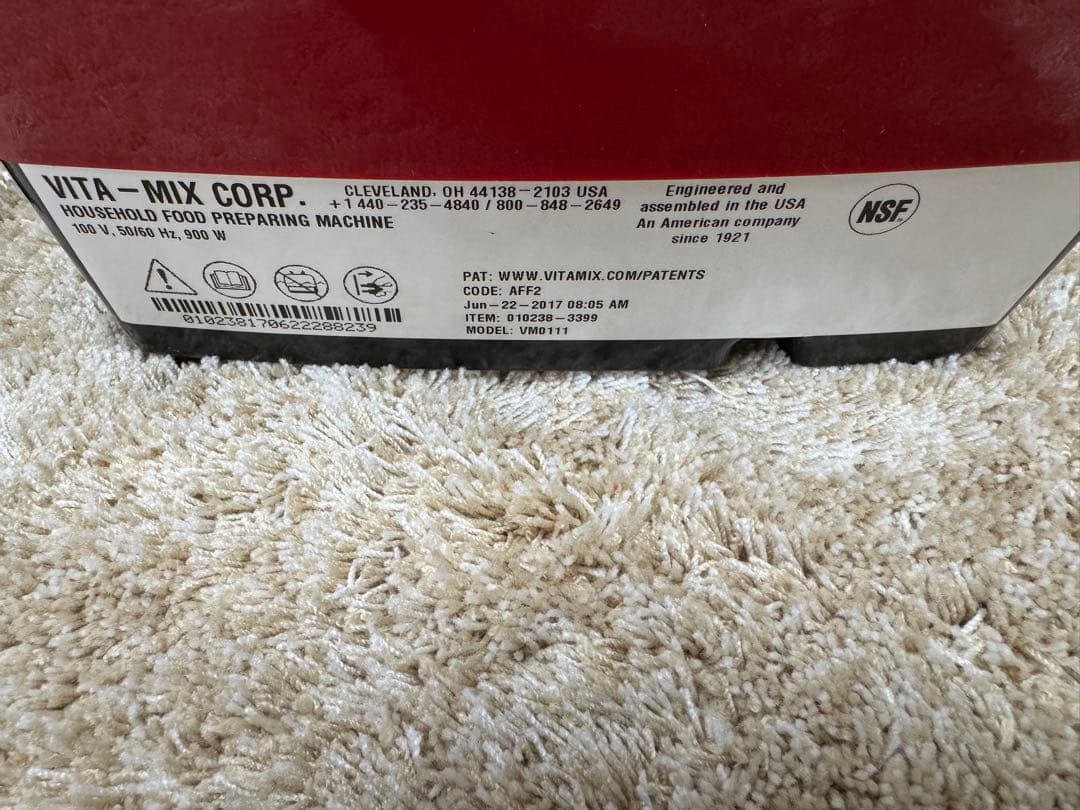 VITA-MIX CORP.
HOUSEHOLD FOOD PREPARING MACHINE
100 V, 50/60 Hz, 900 W
CLEVELAND, OH 44138-2103 USA
+1 440-235-4840 / 800-848-2649
Engineered and
assembled in the USA
An American company
since 1921
NSF
010238170622288239
PAT: WWW.VITAMIX.COM/PATENTS
CODE: AFF2
Jun-22-2017 08:05 AM
ITEM: 010238-3399
MODEL: VM0111